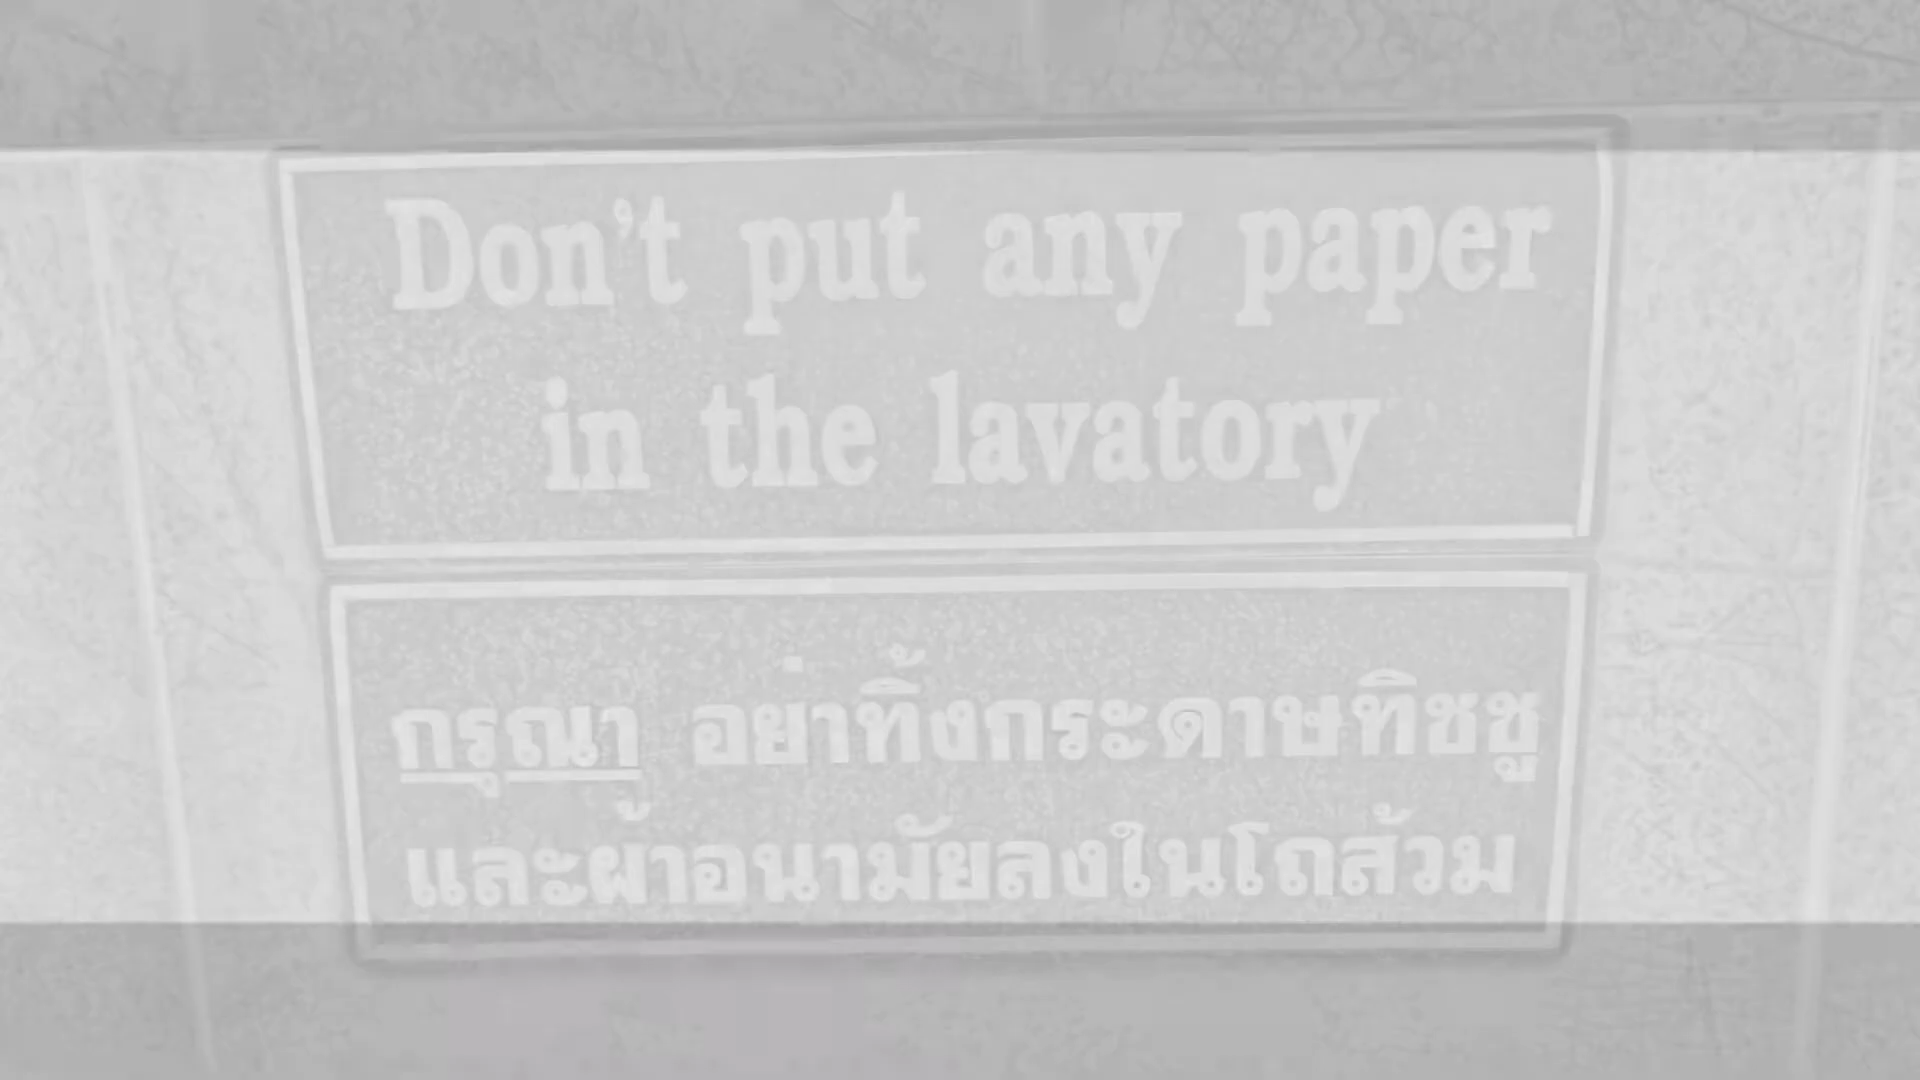 Don't put any paper
in the lavatory
กรุณา อย่าทิ้งกระดาษทิชชู
และผ้าอนามัยลงในโถส้วม